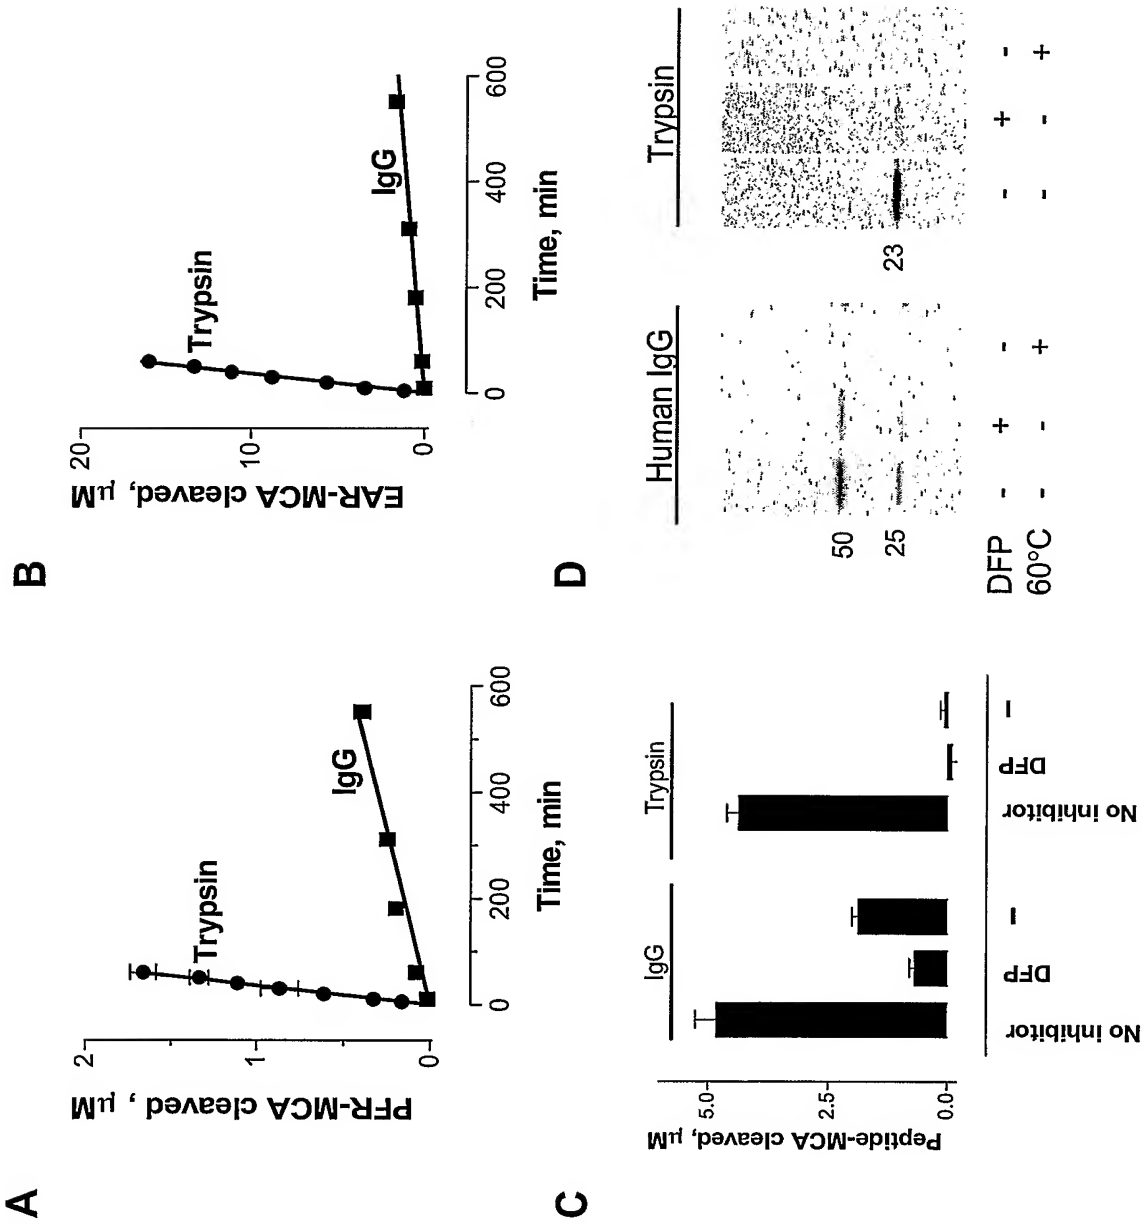 A
PFR-MCA cleaved , μM
2
1
0
Trypsin
IgG
0 200 400 600
Time, min
B
EAR-MCA cleaved, μM
20
10
0
Trypsin
IgG
0 200 400 600
Time, min
C
Peptide-MCA cleaved, μM
5.0
2.5
0.0
IgG Trypsin
No inhibitor DFP I No inhibitor DFP I
D
Human IgG Trypsin
50
25
23
DFP - + - - + -
60°C - - + - - +